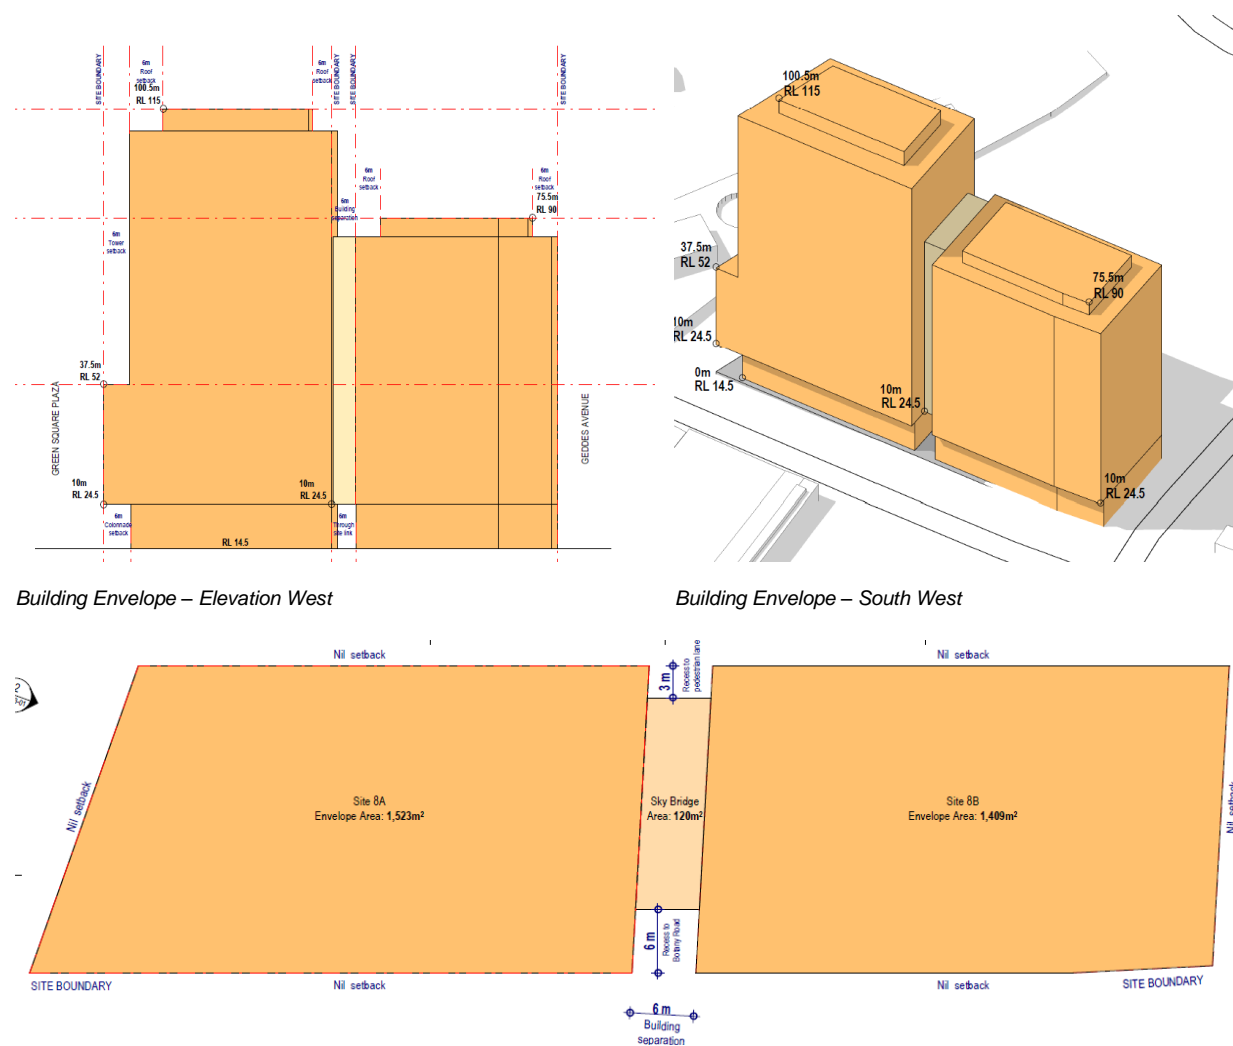 SITE BOUNDARY
6m
Roof
setback
100.5m
RL 115
6m
Roof
setback
SITE BOUNDARY
SITE BOUNDARY
SITE BOUNDARY
6m
Roof
setback
6m
Roof
setback
75.5m
RL 90
6m
Building
separation
6m
Tower
setback
37.5m
RL 52
GREEN SQUARE PLAZA
GEDDES AVENUE
10m
RL 24.5
10m
RL 24.5
6m
Colonnade
setback
6m
Through
site link
RL 14.5
100.5m
RL 115
37.5m
RL 52
75.5m
RL 90
10m
RL 24.5
0m
RL 14.5
10m
RL 24.5
10m
RL 24.5
Building Envelope – Elevation West
Building Envelope – South West
Nil setback
3 m
Recess to
pedestrian lane
Nil setback
2
Nil setback
Site 8A
Envelope Area: 1,523m²
Sky Bridge
Area: 120m²
Site 8B
Envelope Area: 1,409m²
Nil setback
6 m
Recess to
Botany Road
SITE BOUNDARY
Nil setback
Nil setback
SITE BOUNDARY
6 m
Building
separation